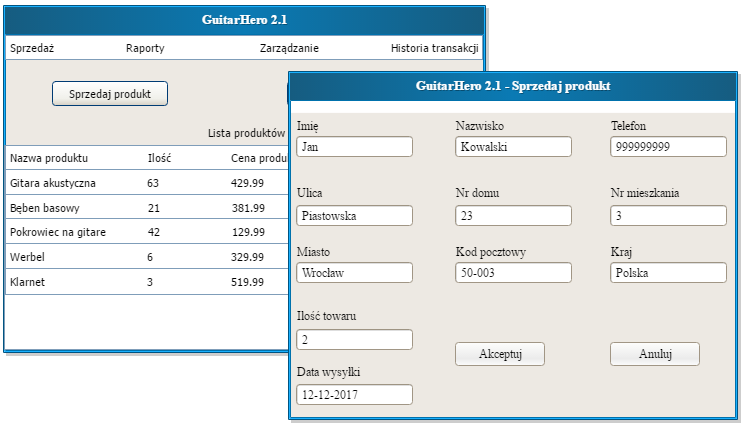 GuitarHero 2.1
Sprzedaż Raporty Zarządzanie Historia transakcji
Sprzedaj produkt
Lista produktów
Nazwa produktu Ilość Cena produ
Gitara akustyczna 63 429.99
Bęben basowy 21 381.99
Pokrowiec na gitare 42 129.99
Werbel 6 329.99
Klarnet 3 519.99
GuitarHero 2.1 - Sprzedaj produkt
Imię Nazwisko Telefon
Jan Kowalski 999999999
Ulica Nr domu Nr mieszkania
Piastowska 23 3
Miasto Kod pocztowy Kraj
Wrocław 50-003 Polska
Ilość towaru
2
Akceptuj Anuluj
Data wysyłki
12-12-2017